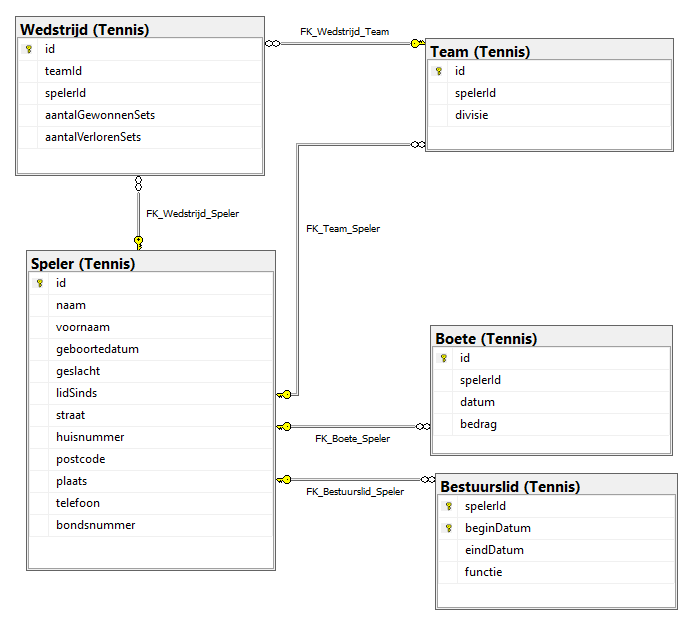 Wedstrijd (Tennis)
id
teamId
spelerId
aantalGewonnenSets
aantalVerlorenSets
FK_Wedstrijd_Team
Team (Tennis)
id
spelerId
divisie
FK_Wedstrijd_Speler
FK_Team_Speler
Speler (Tennis)
id
naam
voornaam
geboortedatum
geslacht
lidSinds
straat
huisnummer
postcode
plaats
telefoon
bondsnummer
Boete (Tennis)
id
spelerId
datum
bedrag
FK_Boete_Speler
FK_Bestuurslid_Speler
Bestuurslid (Tennis)
spelerId
beginDatum
eindDatum
functie